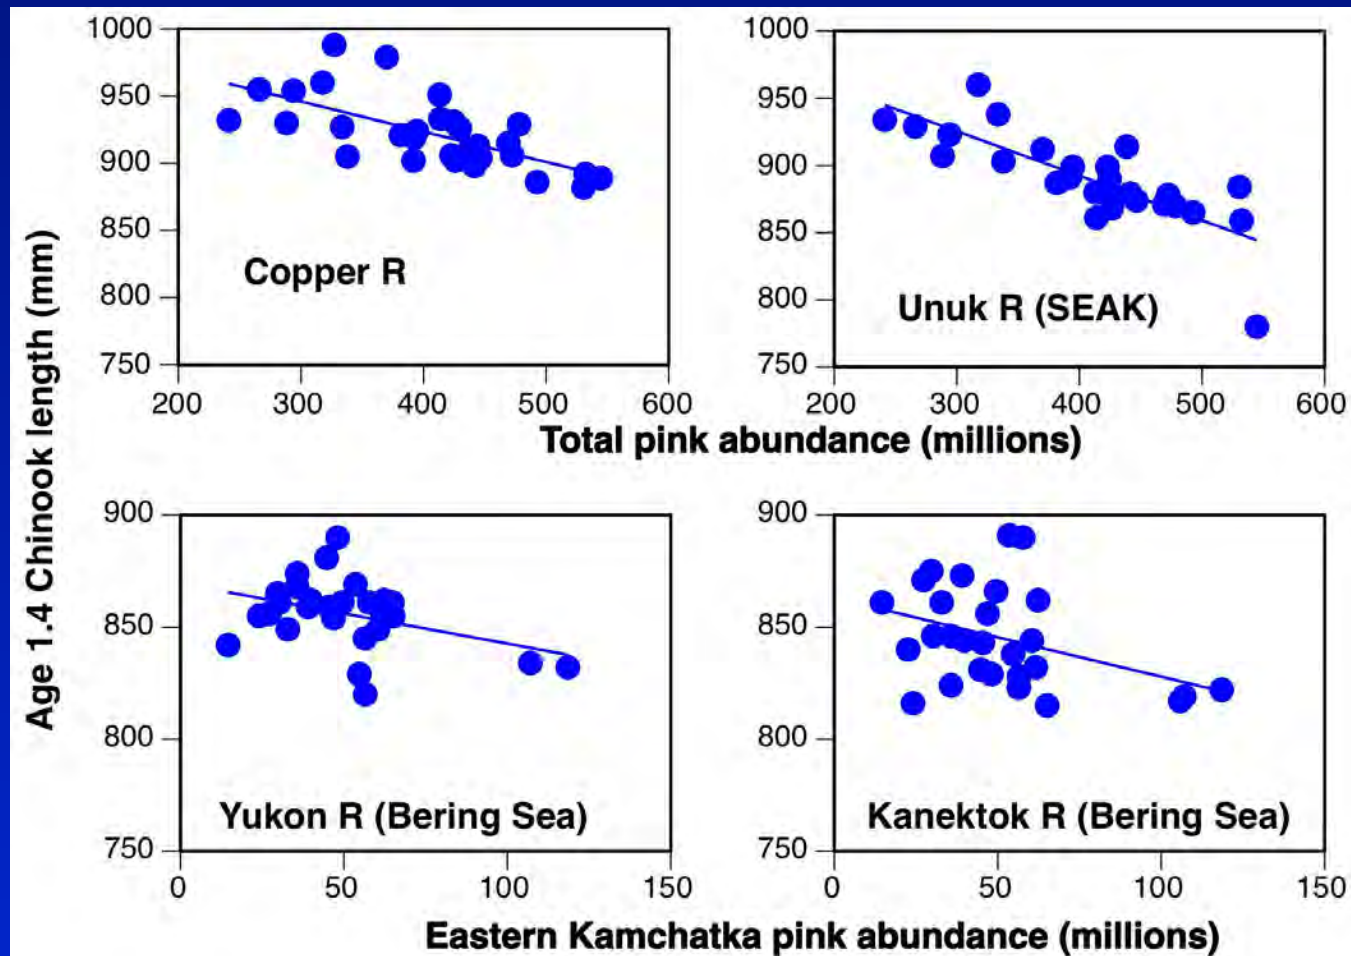 Age 1.4 Chinook length (mm)
1000
950
900
850
800
750
Copper R
200 300 400 500 600
1000
950
900
850
800
750
Unuk R (SEAK)
200 300 400 500 600
Total pink abundance (millions)
900
850
800
750
Yukon R (Bering Sea)
0 50 100 150
900
850
800
750
Kanektok R (Bering Sea)
0 50 100 150
Eastern Kamchatka pink abundance (millions)